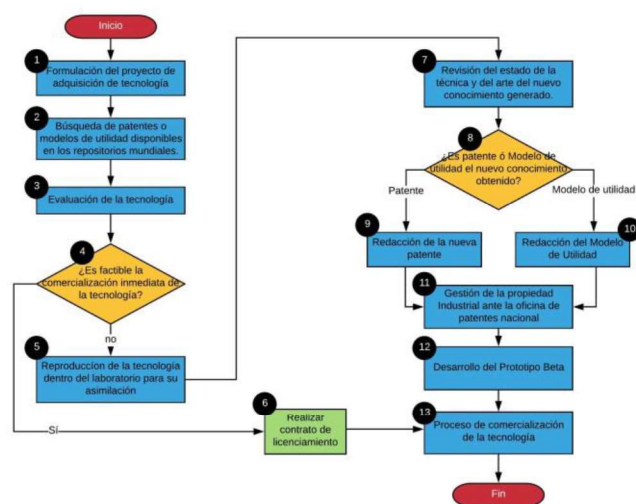 Inicio
1
Formulación del proyecto de
adquisición de tecnología
2
Búsqueda de patentes o
modelos de utilidad disponibles
en los repositorios mundiales.
3
Evaluación de la tecnología
4
¿Es factible la
comercialización inmediata de
la tecnología?
no
Sí
5
Reproducción de la tecnología
dentro del laboratorio para su
asimilación
6
Realizar
contrato de
licenciamiento
7
Revisión del estado de la
técnica y del arte del nuevo
conocimiento generado.
8
¿Es patente ó Modelo de
utilidad el nuevo conocimiento
obtenido?
Patente
Modelo de utilidad
9
Redacción de la nueva
patente
10
Redacción del Modelo
de Utilidad
11
Gestión de la propiedad
Industrial ante la oficina de
patentes nacional
12
Desarrollo del Prototipo Beta
13
Proceso de comercialización
de la tecnología
Fin